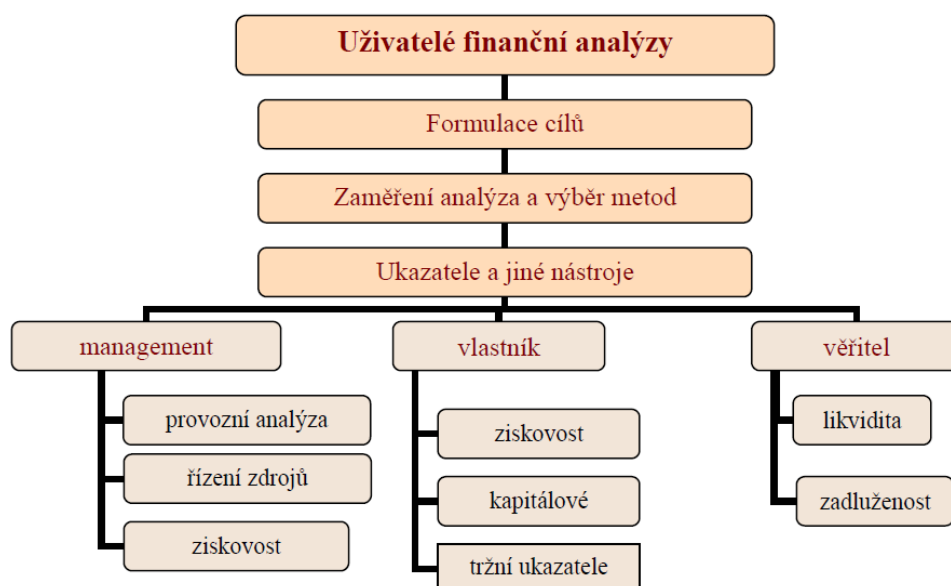 Uživatelé finanční analýzy
Formulace cílů
Zaměření analýza a výběr metod
Ukazatele a jiné nástroje
management
provozní analýza
řízení zdrojů
ziskovost
vlastník
ziskovost
kapitálové
tržní ukazatele
věřitel
likvidita
zadluženost